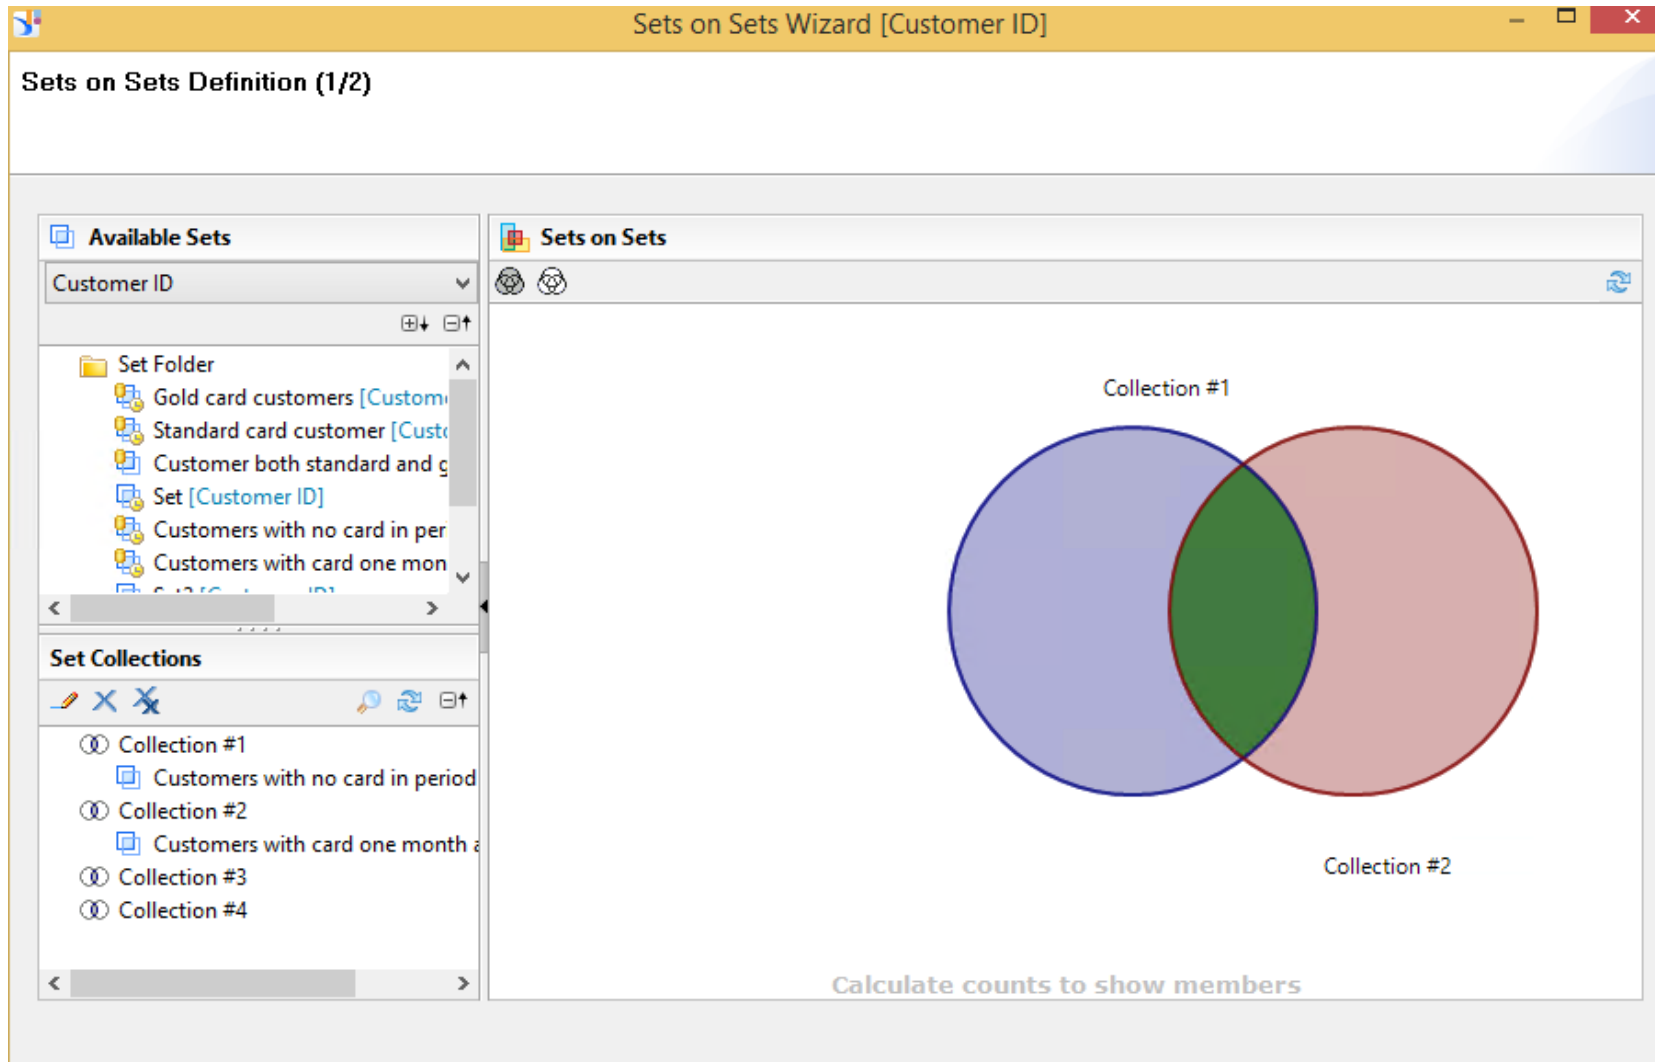 Sets on Sets Wizard [Customer ID]
Sets on Sets Definition (1/2)
Available Sets
Customer ID
Set Folder
Gold card customers [Custom
Standard card customer [Cust
Customer both standard and g
Set [Customer ID]
Customers with no card in per
Customers with card one mon
Set Collections
Collection #1
Customers with no card in period
Collection #2
Customers with card one month
Collection #3
Collection #4
Sets on Sets
Collection #1
Collection #2
Calculate counts to show members